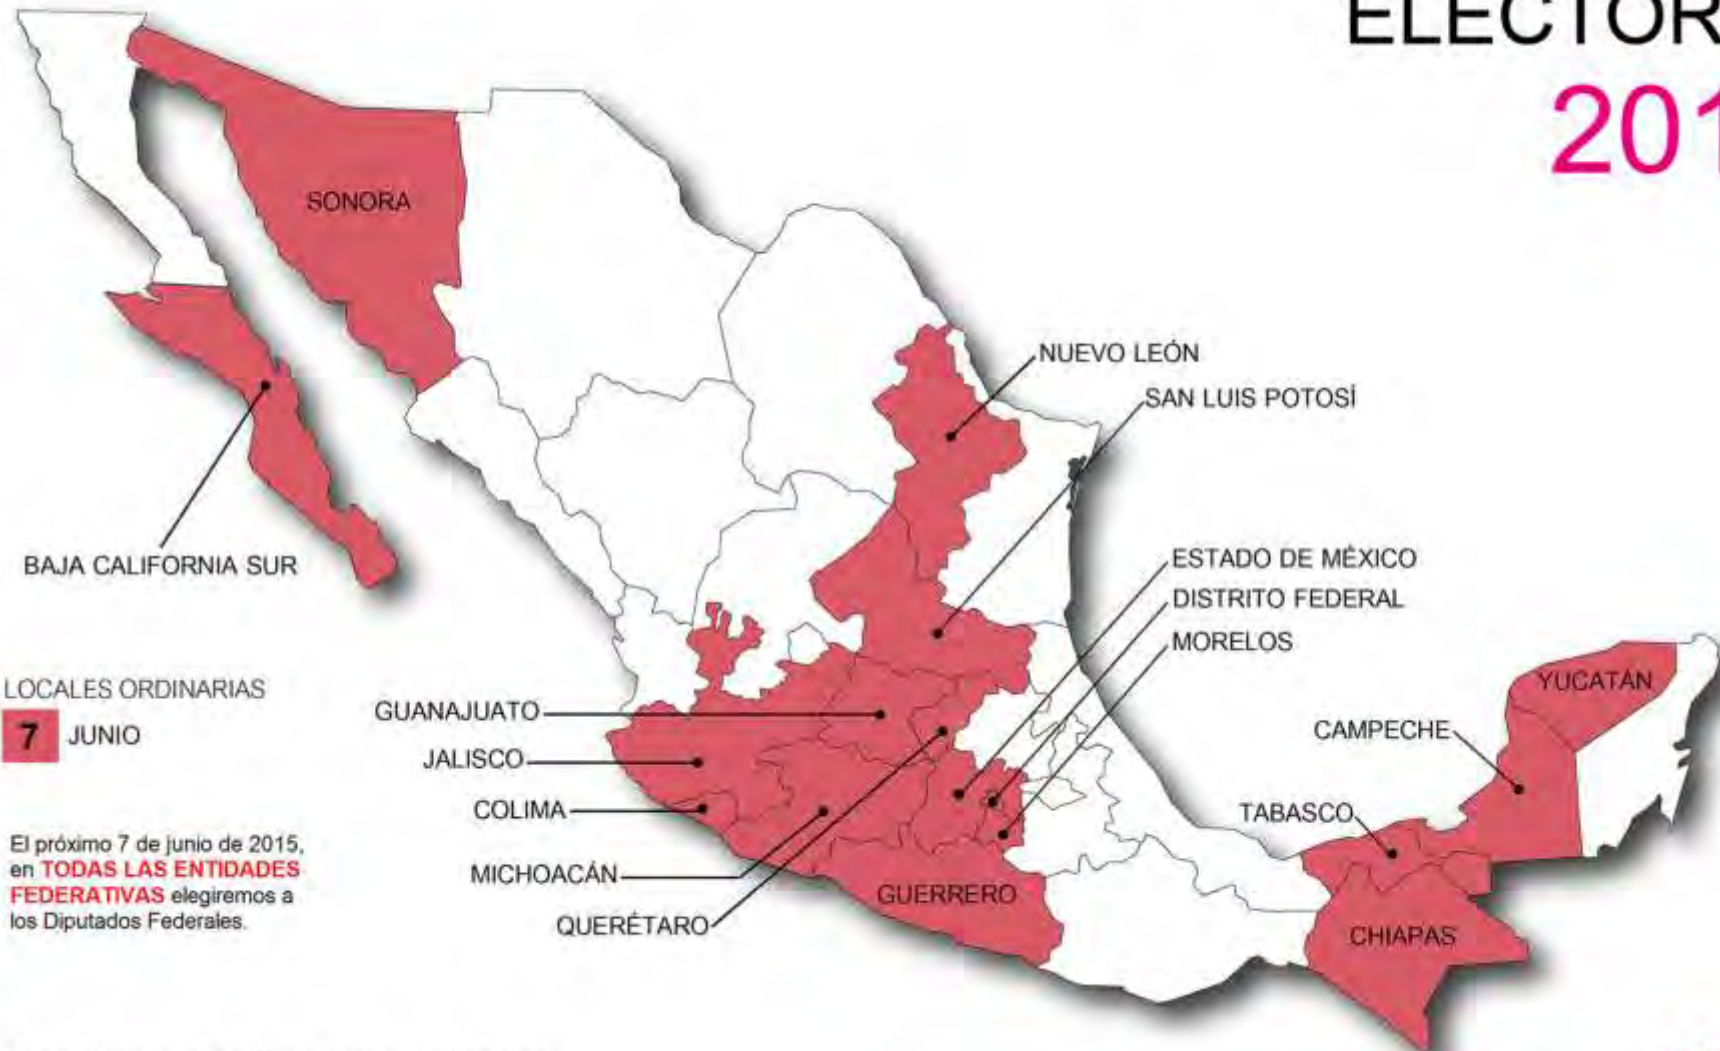 ELECTOR
201
SONORA
NUEVO LEÓN
SAN LUIS POTOSÍ
BAJA CALIFORNIA SUR
ESTADO DE MÉXICO
DISTRITO FEDERAL
MORELOS
LOCALES ORDINARIAS
7 JUNIO
YUCATÁN
GUANAJUATO
CAMPECHE
JALISCO
COLIMA
TABASCO
El próximo 7 de junio de 2015,
en TODAS LAS ENTIDADES
FEDERATIVAS elegiremos a
los Diputados Federales.
MICHOACÁN
GUERRERO
QUERÉTARO
CHIAPAS